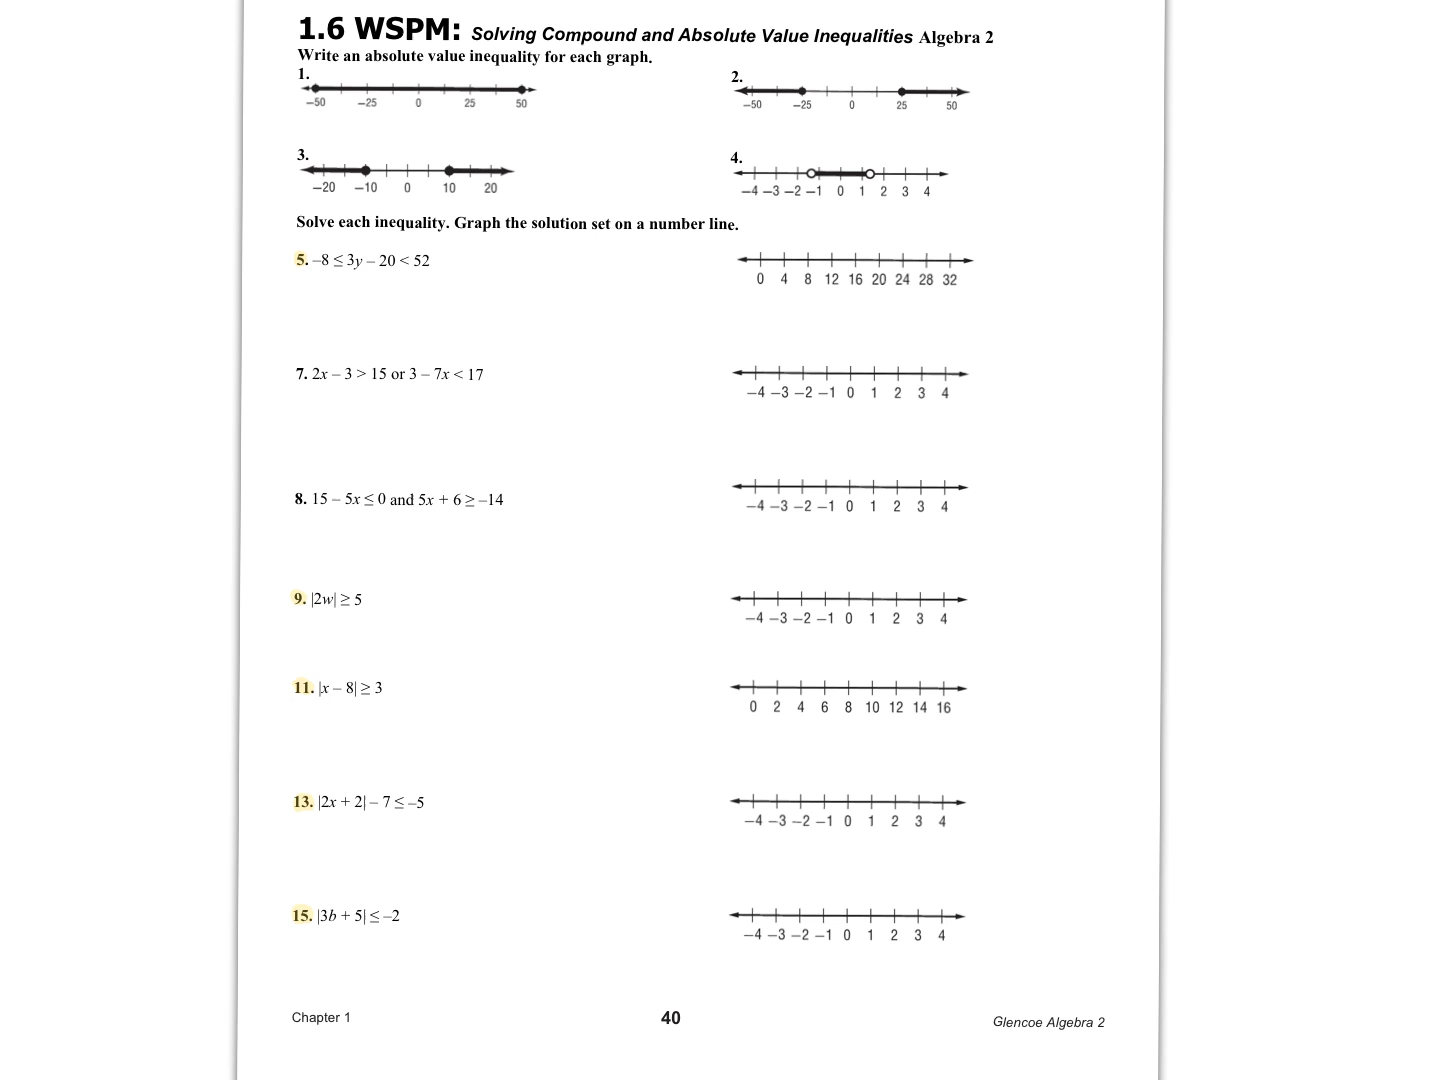 1.6 WSPM: Solving Compound and Absolute Value Inequalities Algebra 2
Write an absolute value inequality for each graph.
1.
−50 −25 0 25 50
2.
−50 −25 0 25 50
3.
−20 −10 0 10 20
4.
−4 −3 −2 −1 0 1 2 3 4
Solve each inequality. Graph the solution set on a number line.
5. –8 ≤ 3y – 20 < 52
0 4 8 12 16 20 24 28 32
7. 2x – 3 > 15 or 3 – 7x < 17
−4 −3 −2 −1 0 1 2 3 4
8. 15 – 5x ≤ 0 and 5x + 6 ≥ –14
−4 −3 −2 −1 0 1 2 3 4
9. |2w| ≥ 5
−4 −3 −2 −1 0 1 2 3 4
11. |x – 8| ≥ 3
0 2 4 6 8 10 12 14 16
13. |2x + 2| – 7 ≤ –5
−4 −3 −2 −1 0 1 2 3 4
15. |3b + 5| ≤ –2
−4 −3 −2 −1 0 1 2 3 4
Chapter 1 40 Glencoe Algebra 2